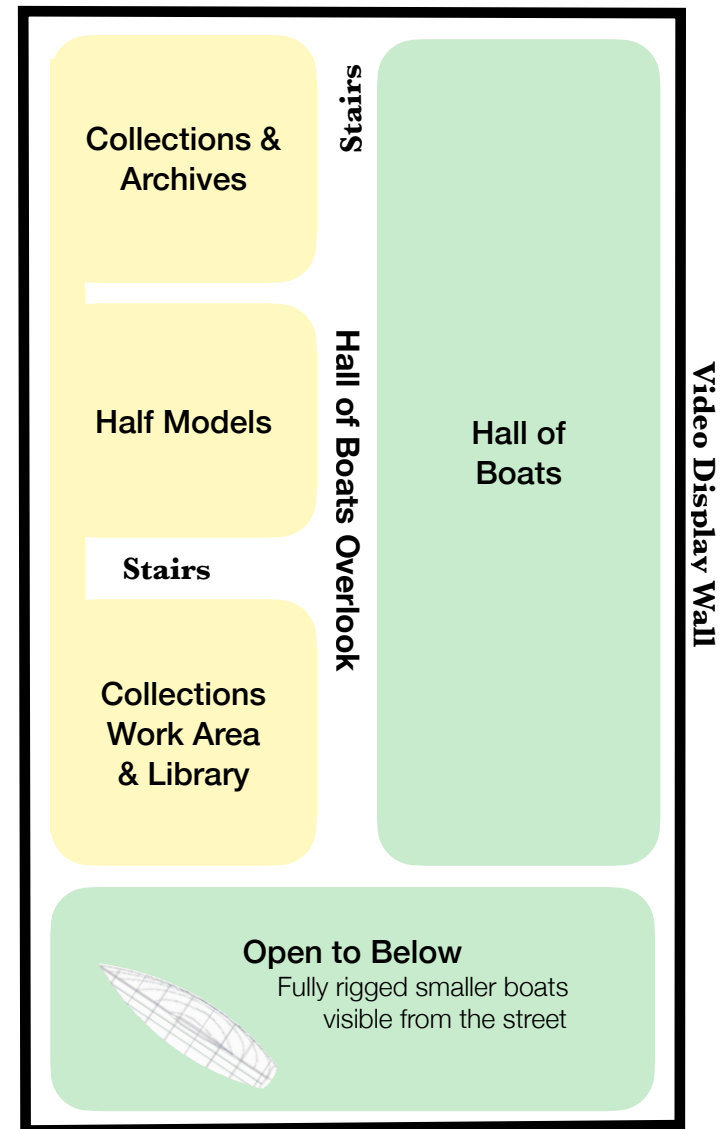 Collections &
Archives
Stairs
Half Models
Hall of Boats Overlook
Hall of
Boats
Video Display Wall
Stairs
Collections
Work Area
& Library
Open to Below
Fully rigged smaller boats
visible from the street